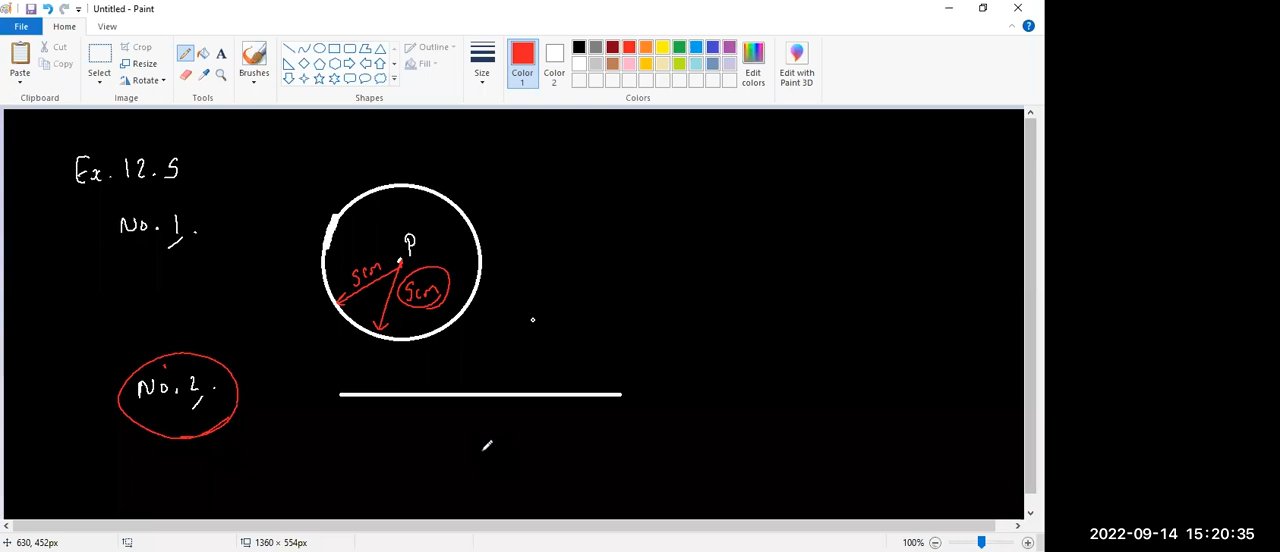 Untitled - Paint
File Home View
Paste Cut Copy Clipboard
Select Crop Resize Rotate Image
Tools
Brushes
Outline Fill Shapes
Size
Color 1
Color 2
Edit colors
Colors
Edit with Paint 3D
Ex. 12.5
No. 1.
P
5cm
5cm
No. 2.
630, 452px
1360 × 554px
100%
2022-09-14 15:20:35